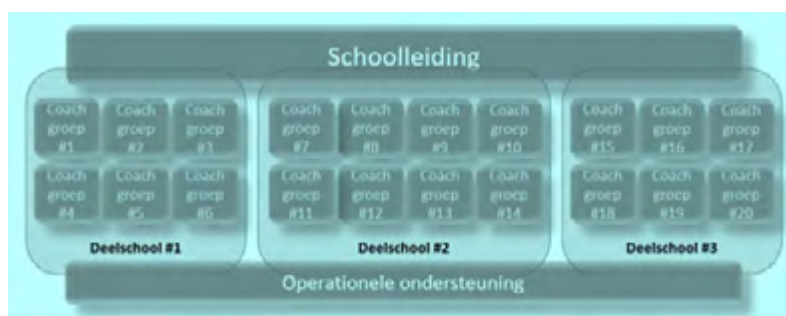 Schoolleiding
Coach Coach Coach
groep groep groep
#1 #2 #3
Coach Coach Coach
groep groep groep
#4 #5 #6
Deelschool #1
Coach Coach Coach Coach
groep groep groep groep
#7 #8 #9 #10
Coach Coach Coach Coach
groep groep groep groep
#11 #12 #13 #14
Deelschool #2
Coach Coach Coach
groep groep groep
#15 #16 #17
Coach Coach Coach
groep groep groep
#18 #19 #20
Deelschool #3
Operationele ondersteuning